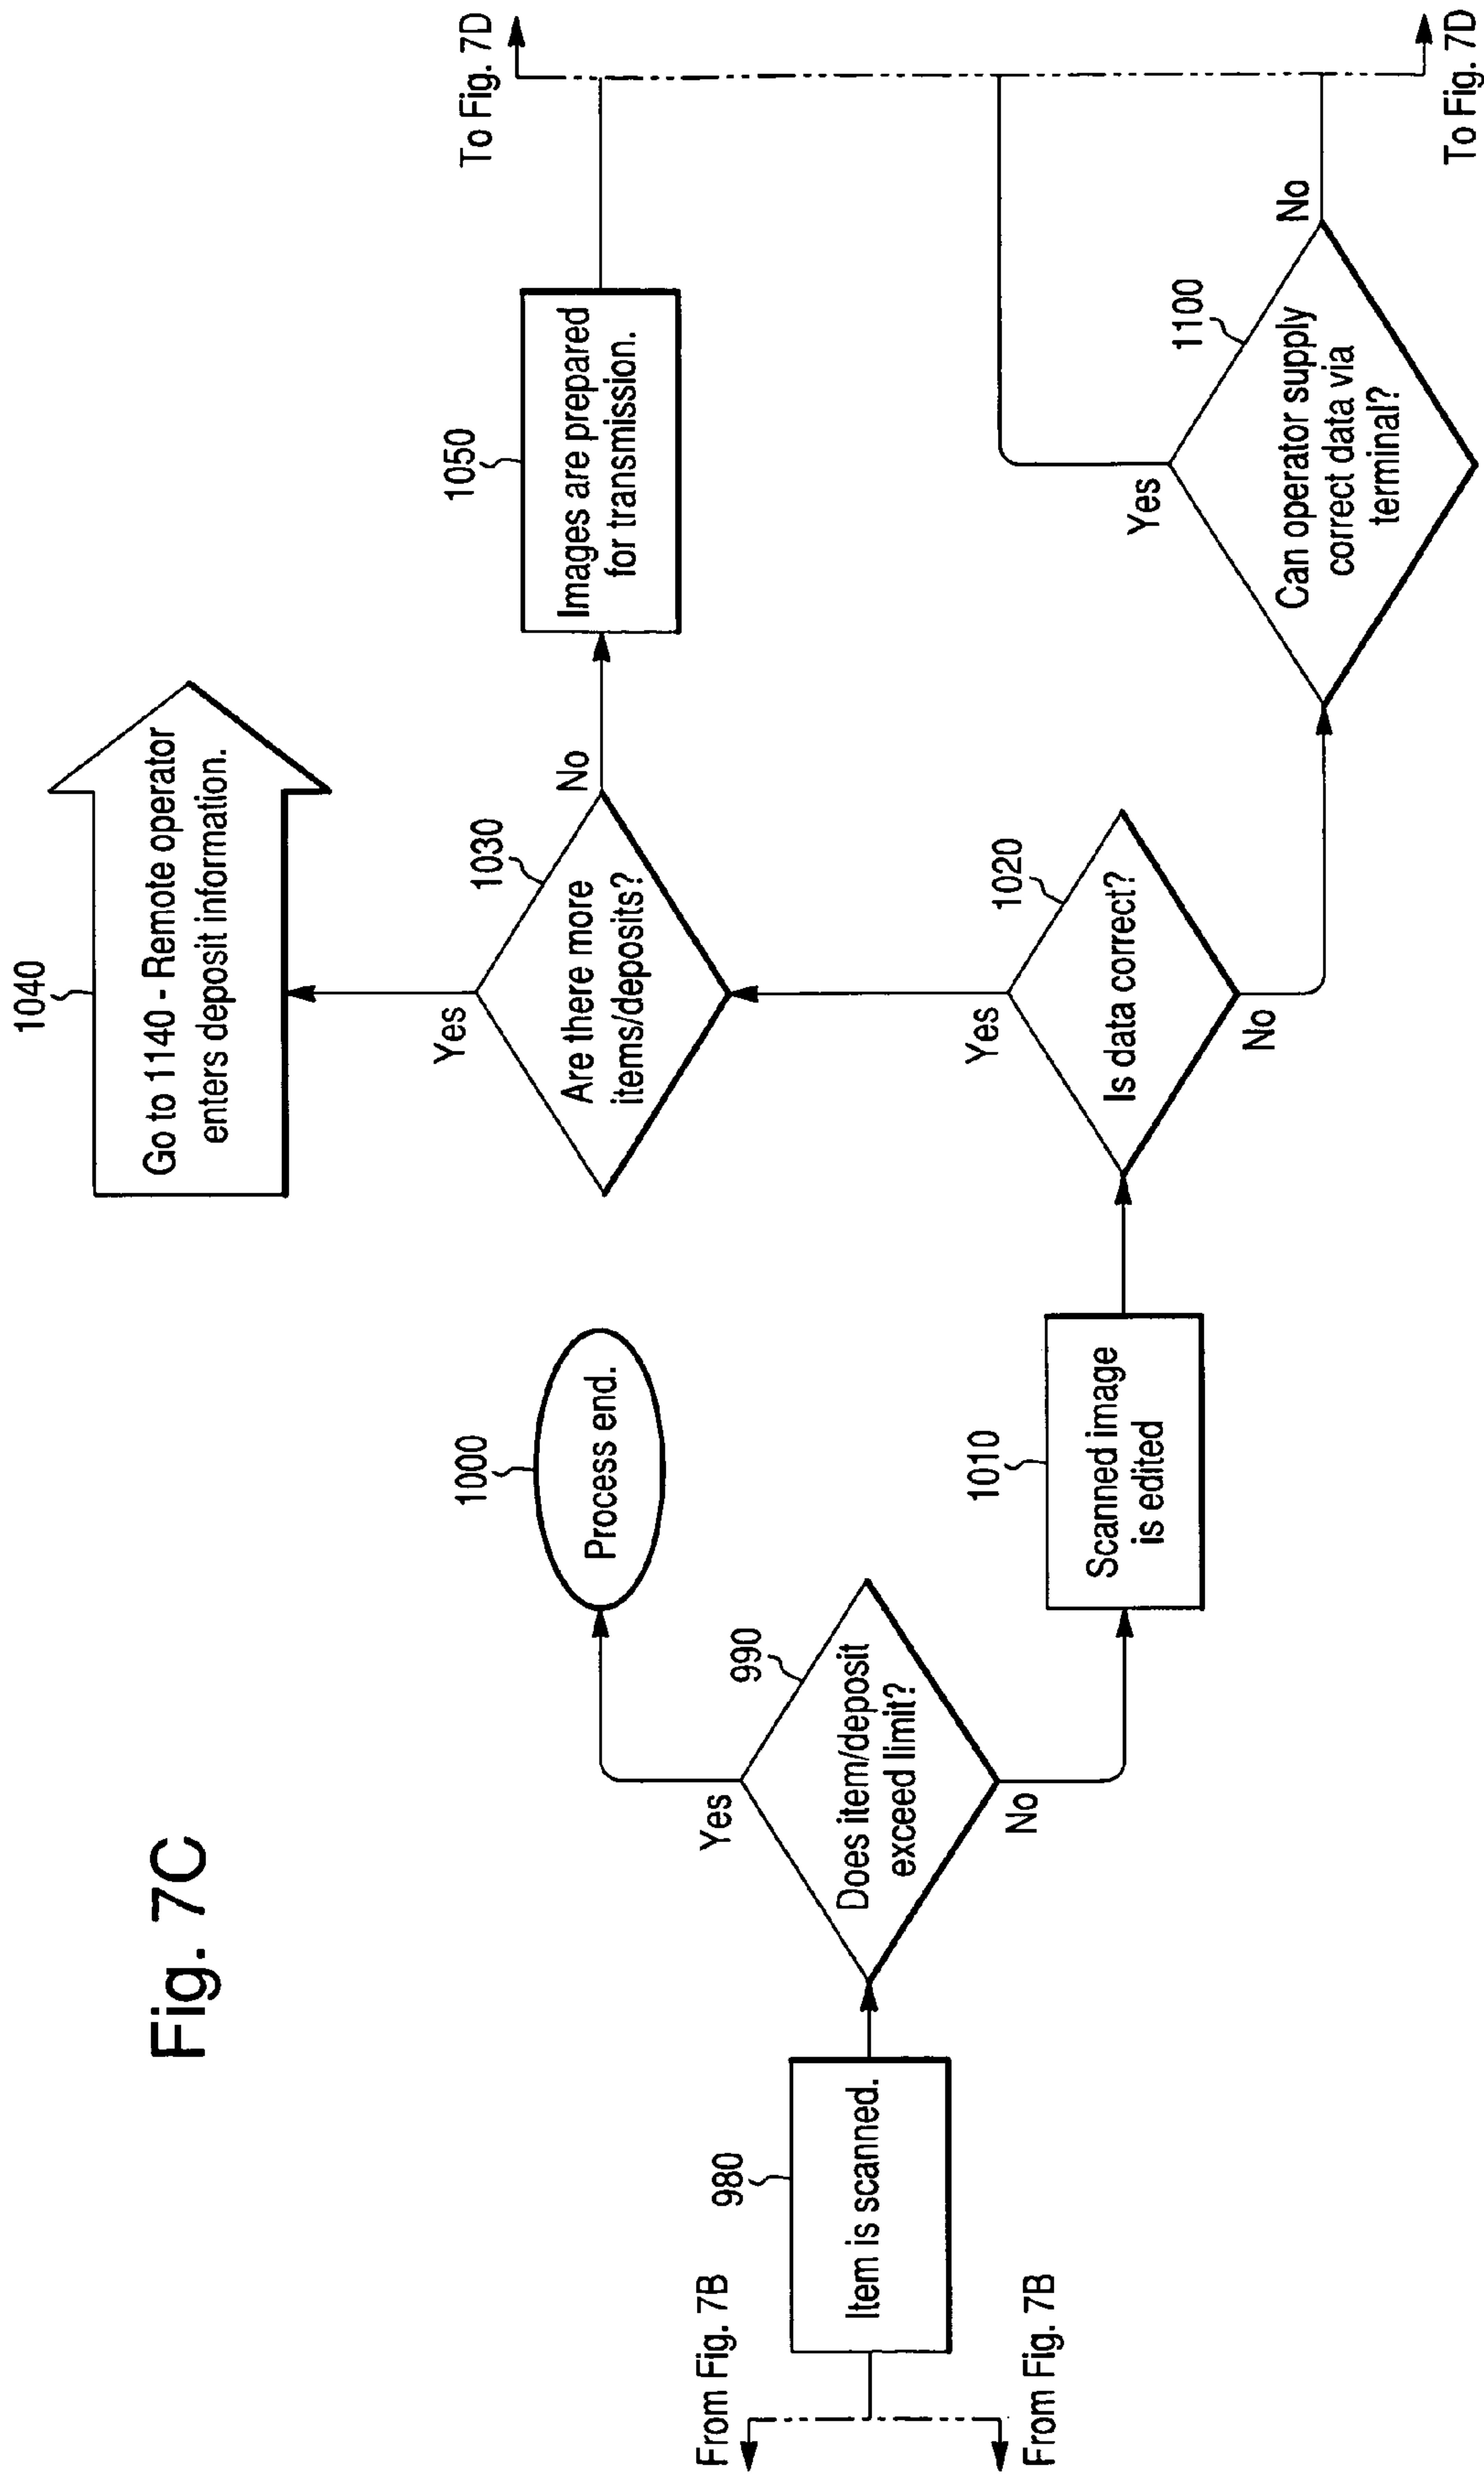 Fig. 7C
From Fig. 7B
From Fig. 7B
980
Item is scanned.
990
Does item/deposit
exceed limit?
Yes
No
1000
Process end.
1010
Scanned image
is edited
1020
Is data correct?
Yes
No
1030
Are there more
items/deposits?
Yes
No
1040
Go to 1140 - Remote operator
enters deposit information.
1050
Images are prepared
for transmission.
1100
Can operator supply
correct data via
terminal?
Yes
No
To Fig. 7D
To Fig. 7D